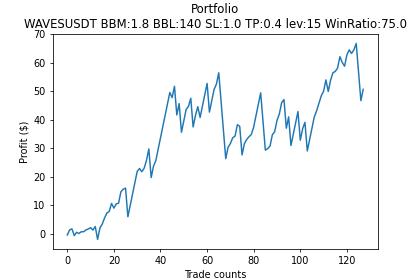 Portfolio
WAVESUSDT BBM:1.8 BBL:140 SL:1.0 TP:0.4 lev:15 WinRatio:75.0
70
60
50
40
30
20
10
0
Profit ($)
0 20 40 60 80 100 120
Trade counts